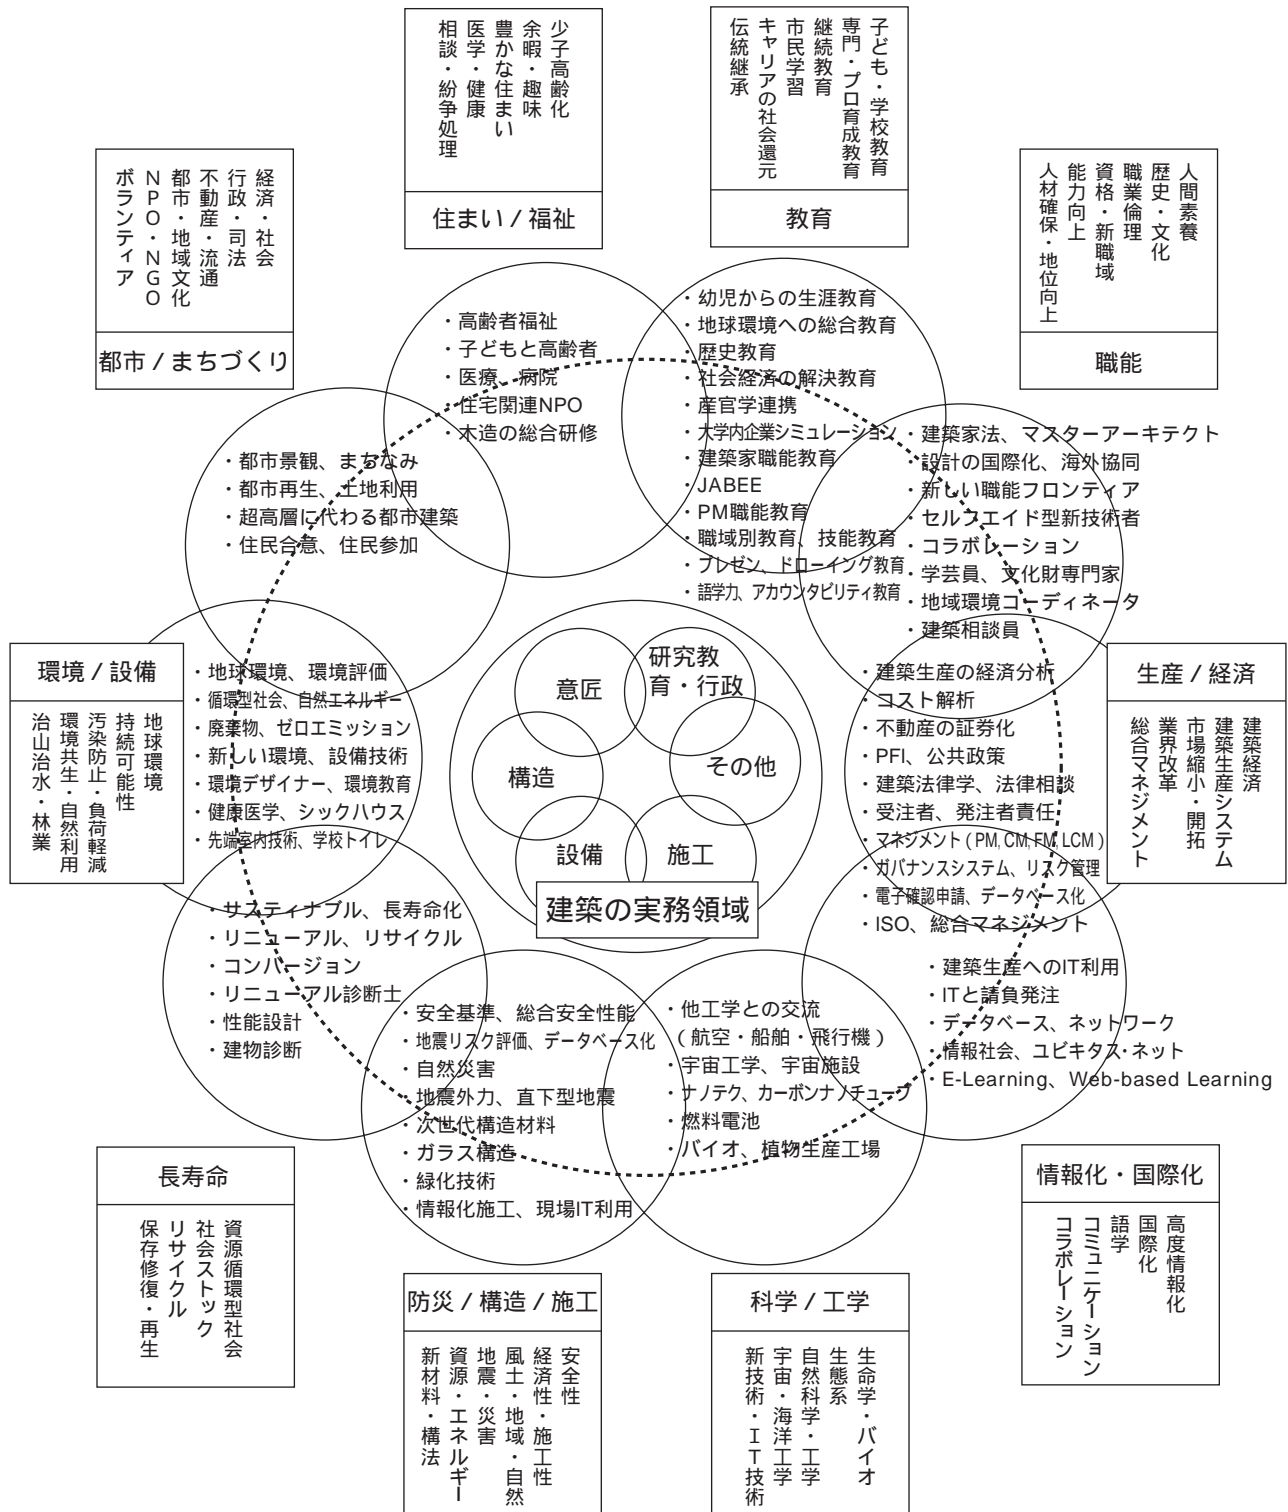 少子高齢化
余暇・趣味
豊かな住まい
医学・健康
相談・紛争処理
住まい / 福祉
子ども・学校教育
専門・プロ育成教育
継続教育
市民学習
キャリアの社会還元
伝統継承
教育
経済・社会
行政・司法
不動産・流通
都市・地域文化
NPO・NGO
ボランティア
都市 / まちづくり
人間素養
歴史・文化
職業倫理
資格・新職域
能力向上
人材確保・地位向上
職能
・高齢者福祉
・子どもと高齢者
・医療、病院
・住宅関連NPO
・木造の総合研修
・幼児からの生涯教育
・地球環境への総合教育
・歴史教育
・社会経済の解決教育
・産官学連携
・大学内企業シミュレーション
・建築家職能教育
・JABEE
・PM職能教育
・職域別教育、技能教育
・プレゼン、ドローイング教育
・語学力、アカウンタビリティ教育
・都市景観、まちなみ
・都市再生、土地利用
・超高層に代わる都市建築
・住民合意、住民参加
・建築家法、マスターアーキテクト
・設計の国際化、海外協同
・新しい職能フロンティア
・セルフエイド型新技術者
・コラボレーション
・学芸員、文化財専門家
・地域環境コーディネータ
・建築相談員
環境 / 設備
地球環境
持続可能性
汚染防止・負荷軽減
環境共生・自然利用
治山治水・林業
・地球環境、環境評価
・循環型社会、自然エネルギー
・廃棄物、ゼロエミッション
・新しい環境、設備技術
・環境デザイナー、環境教育
・健康医学、シックハウス
・先端室内技術、学校トイレ
意匠
研究教
育・行政
構造
その他
設備
施工
建築の実務領域
・建築生産の経済分析
・コスト解析
・不動産の証券化
・PFI、公共政策
・建築法律学、法律相談
・受注者、発注者責任
・マネジメント（PM, CM, FM, LCM）
・ガバナンスシステム、リスク管理
・電子確認申請、データベース化
・ISO、総合マネジメント
生産 / 経済
建築経済
建築生産システム
市場縮小・開拓
業界改革
総合マネジメント
・サスティナブル、長寿命化
・リニューアル、リサイクル
・コンバージョン
・リニューアル診断士
・性能設計
・建物診断
・安全基準、総合安全性能
・地震リスク評価、データベース化
・自然災害
・地震外力、直下型地震
・次世代構造材料
・ガラス構造
・緑化技術
・情報化施工、現場IT利用
・他工学との交流
（航空・船舶・飛行機）
・宇宙工学、宇宙施設
・ナノテク、カーボンナノチューブ
・燃料電池
・バイオ、植物生産工場
・建築生産へのIT利用
・ITと請負発注
・データベース、ネットワーク
・情報社会、ユビキタス・ネット
・E-Learning、Web-based Learning
長寿命
資源循環型社会
社会ストック
リサイクル
保存修復・再生
防災 / 構造 / 施工
安全性
経済性・施工性
風土・地域・自然
地震・災害
資源・エネルギー
新材料・構法
科学 / 工学
生命学・バイオ
生態系
自然科学・工学
宇宙・海洋工学
新技術・IT技術
情報化・国際化
高度情報化
国際化
語学
コミュニケーション
コラボレーション